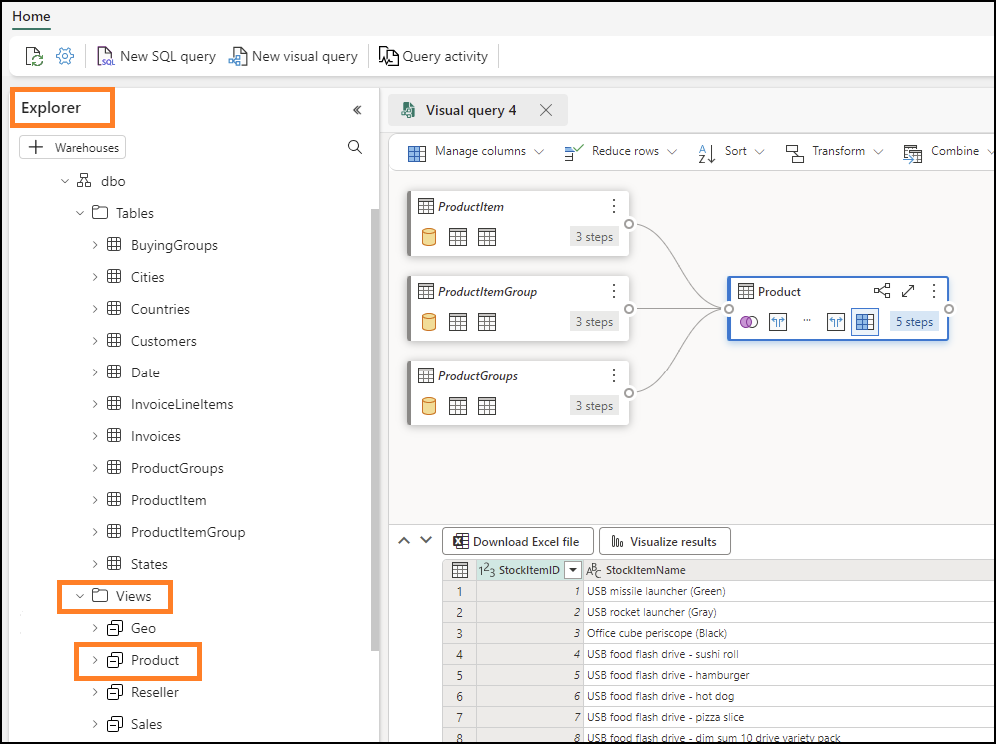 Home
New SQL query New visual query Query activity
Explorer
Warehouses
dbo
Tables
BuyingGroups
Cities
Countries
Customers
Date
InvoiceLineItems
Invoices
ProductGroups
ProductItem
ProductItemGroup
States
Views
Geo
Product
Reseller
Sales
Visual query 4
Manage columns Reduce rows Sort Transform Combine
ProductItem
3 steps
ProductItemGroup
3 steps
ProductGroups
3 steps
Product
5 steps
Download Excel file Visualize results
StockItemID StockItemName
1 1 USB missile launcher (Green)
2 2 USB rocket launcher (Gray)
3 3 Office cube periscope (Black)
4 4 USB food flash drive - sushi roll
5 5 USB food flash drive - hamburger
6 6 USB food flash drive - hot dog
7 7 USB food flash drive - pizza slice
8 8 USB food flash drive - dim sum 10 drive variety pack